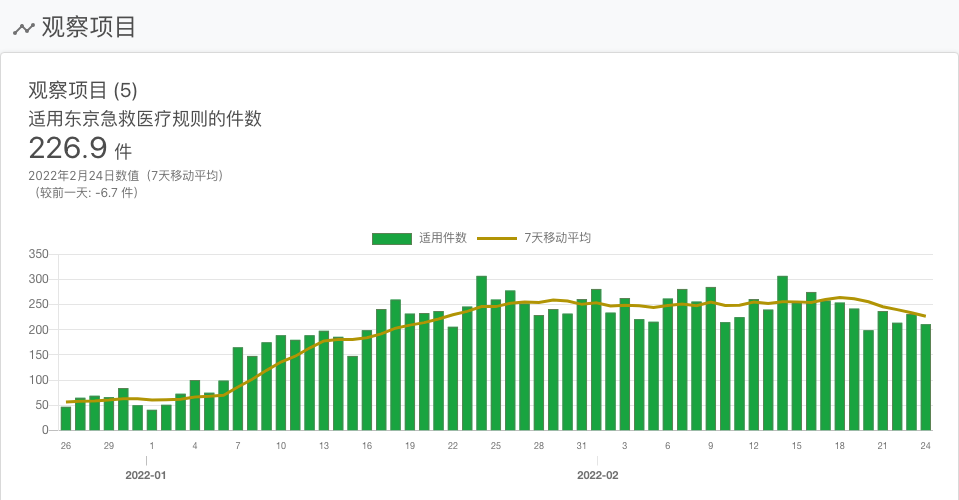 观察项目
观察项目 (5)
适用东京急救医疗规则的件数
226.9 件
2022年2月24日数值（7天移动平均）
（较前一天: -6.7 件）
适用件数 7天移动平均
350
300
250
200
150
100
50
0
26 29 1 4 7 10 13 16 19 22 25 28 31 3 6 9 12 15 18 21 24
2022-01 2022-02